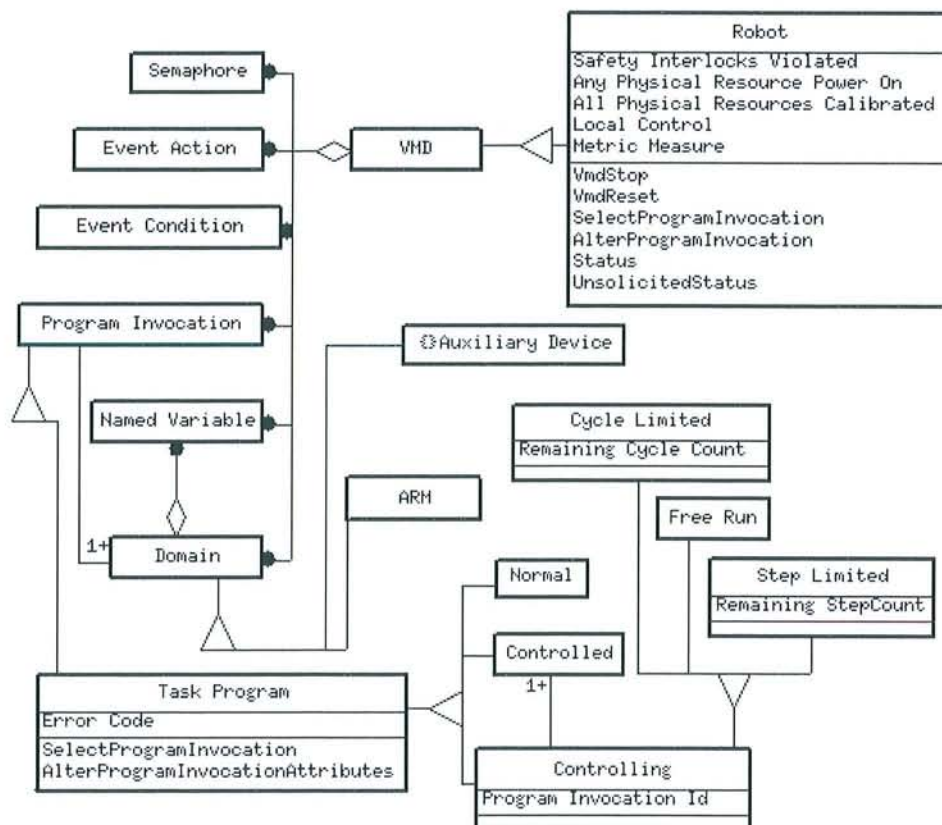 Robot
Safety Interlocks Violated
Any Physical Resource Power On
All Physical Resources Calibrated
Local Control
Metric Measure
VmdStop
VmdReset
SelectProgramInvocation
AlterProgramInvocation
Status
UnsolicitedStatus
Semaphore
Event Action
VMD
Event Condition
Program Invocation
{}Auxiliary Device
Named Variable
Cycle Limited
Remaining Cycle Count
ARM
Free Run
1+
Domain
Normal
Step Limited
Remaining StepCount
Controlled
1+
Task Program
Error Code
SelectProgramInvocation
AlterProgramInvocationAttributes
Controlling
Program Invocation Id